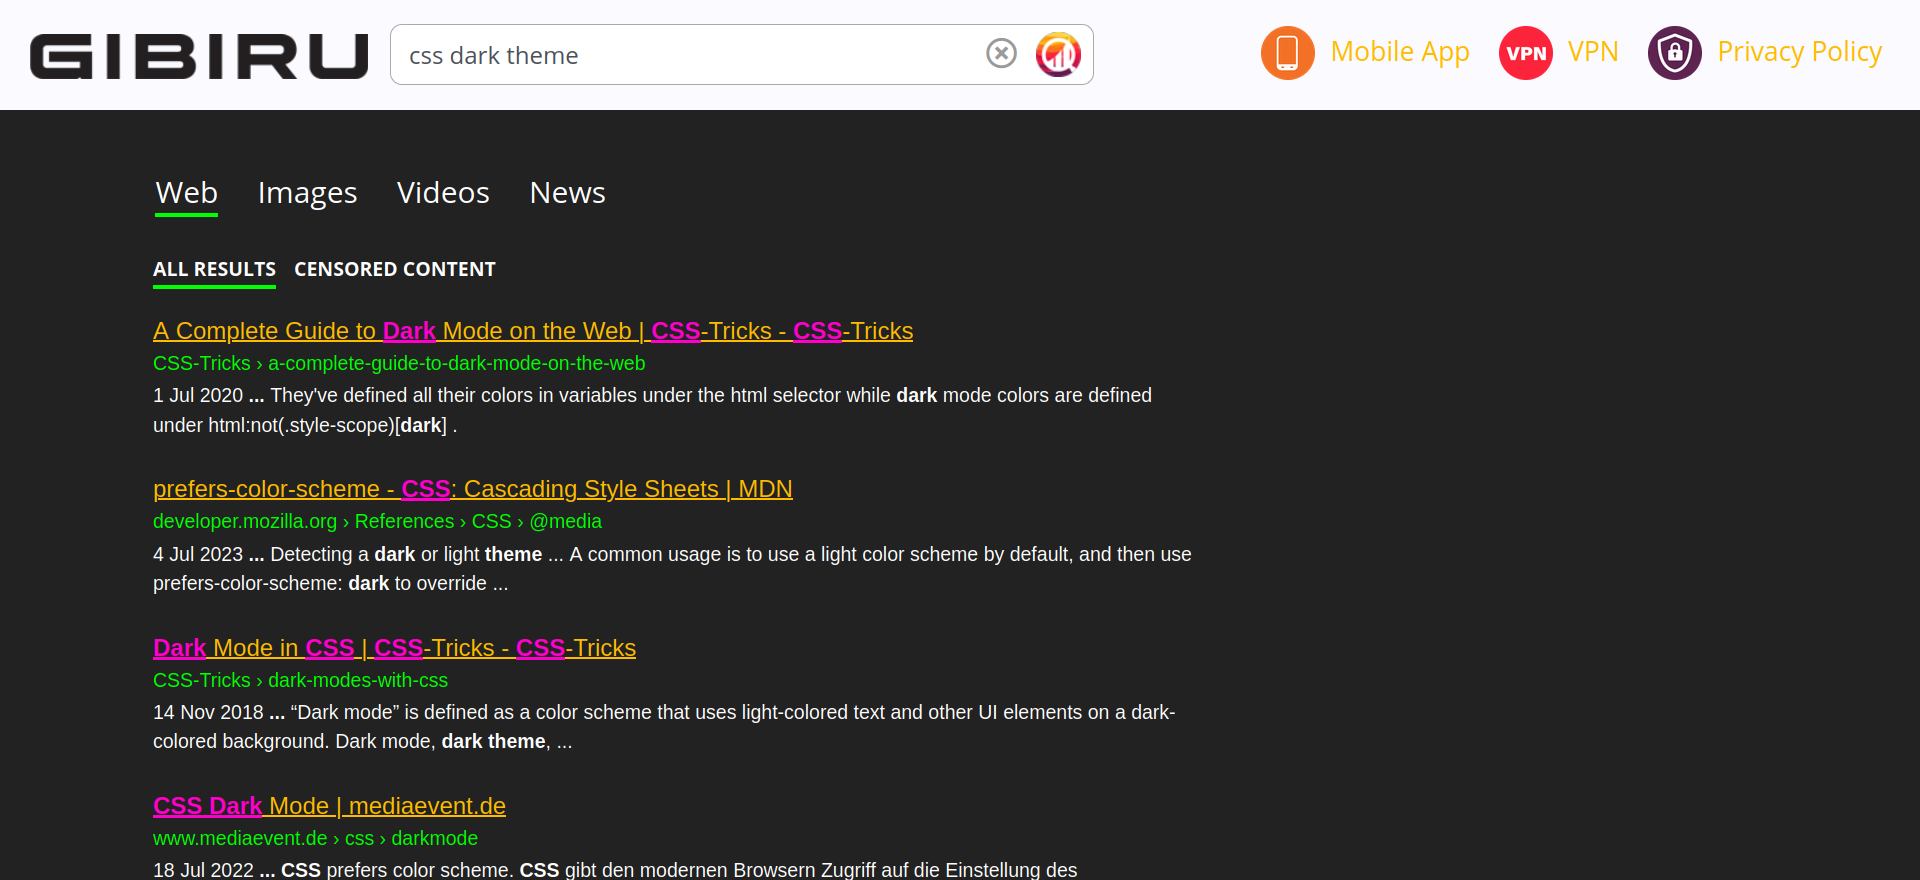 GIBIRU
css dark theme
Mobile App
VPN VPN
Privacy Policy
Web Images Videos News
ALL RESULTS CENSORED CONTENT
A Complete Guide to Dark Mode on the Web | CSS-Tricks - CSS-Tricks
CSS-Tricks › a-complete-guide-to-dark-mode-on-the-web
1 Jul 2020 ... They've defined all their colors in variables under the html selector while dark mode colors are defined
under html:not(.style-scope)[dark] .
prefers-color-scheme - CSS: Cascading Style Sheets | MDN
developer.mozilla.org › References › CSS › @media
4 Jul 2023 ... Detecting a dark or light theme ... A common usage is to use a light color scheme by default, and then use
prefers-color-scheme: dark to override ...
Dark Mode in CSS | CSS-Tricks - CSS-Tricks
CSS-Tricks › dark-modes-with-css
14 Nov 2018 ... “Dark mode” is defined as a color scheme that uses light-colored text and other UI elements on a dark-
colored background. Dark mode, dark theme, ...
CSS Dark Mode | mediaevent.de
www.mediaevent.de › css › darkmode
18 Jul 2022 ... CSS prefers color scheme. CSS gibt den modernen Browsern Zugriff auf die Einstellung des